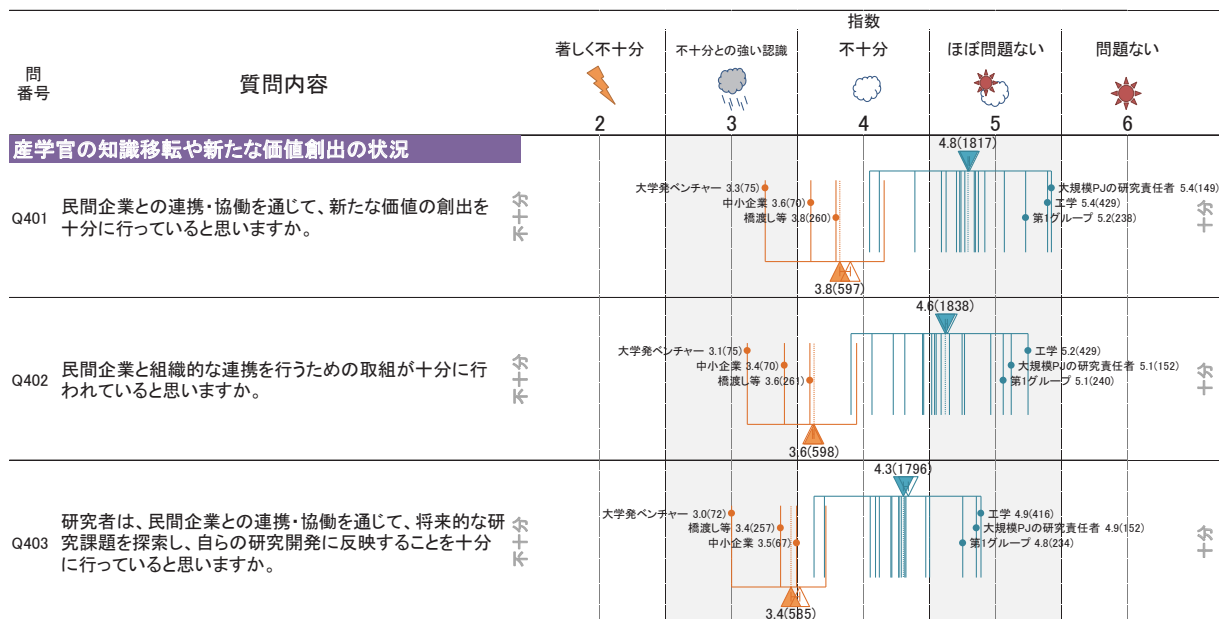 指数
著しく不十分
不十分との強い認識
不十分
ほぼ問題ない
問題ない
問
番号
質問内容
2
3
4
5
6
産学官の知識移転や新たな価値創出の状況
4.8(1817)
Q401
民間企業との連携・協働を通じて、新たな価値の創出を
十分に行っていると思いますか。
不十分
大学発ベンチャー 3.3(75)
中小企業 3.6(70)
橋渡し等 3.8(260)
大規模PJの研究責任者 5.4(149)
工学 5.4(429)
第1グループ 5.2(238)
十分
3.8(597)
4.6(1838)
Q402
民間企業と組織的な連携を行うための取組が十分に行
われていると思いますか。
不十分
大学発ベンチャー 3.1(75)
中小企業 3.4(70)
橋渡し等 3.6(261)
工学 5.2(429)
大規模PJの研究責任者 5.1(152)
第1グループ 5.1(240)
十分
3.6(598)
4.3(1796)
Q403
研究者は、民間企業との連携・協働を通じて、将来的な研
究課題を探索し、自らの研究開発に反映することを十分
に行っていると思いますか。
不十分
大学発ベンチャー 3.0(72)
橋渡し等 3.4(257)
中小企業 3.5(67)
工学 4.9(416)
大規模PJの研究責任者 4.9(152)
第1グループ 4.8(234)
十分
3.4(585)